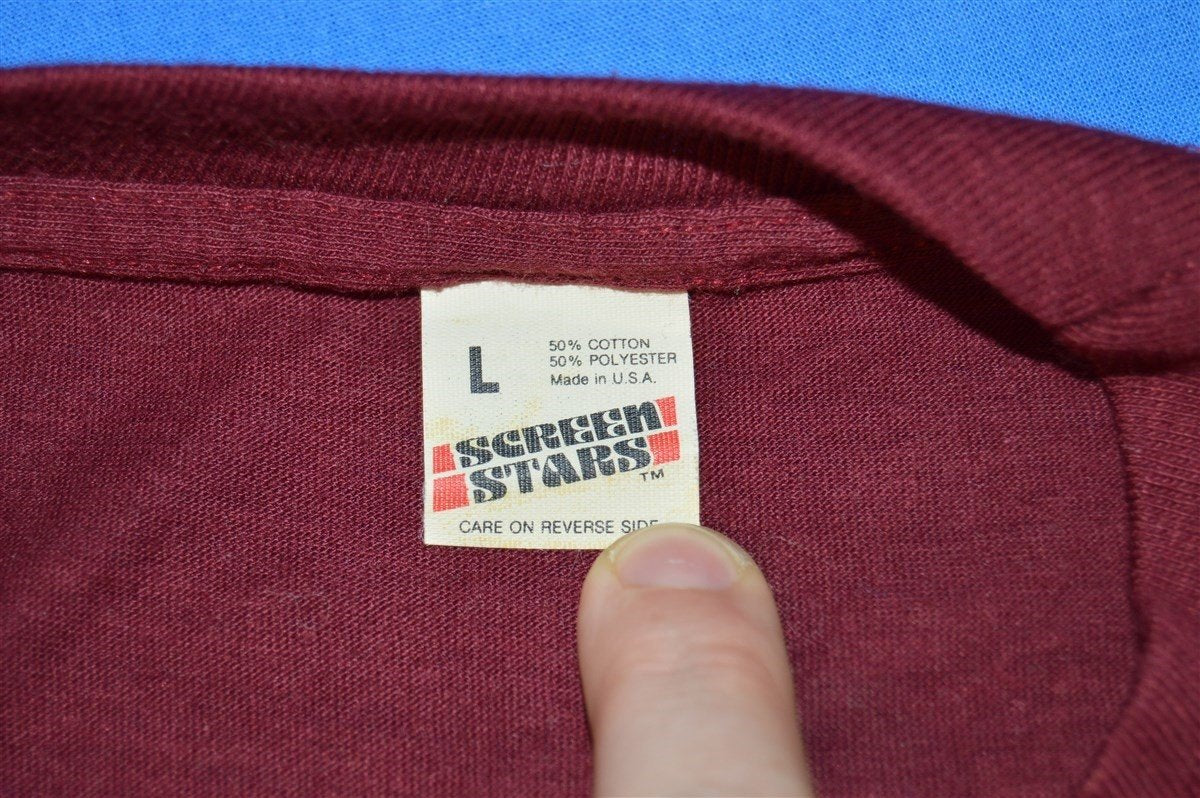 L
50% COTTON
50% POLYESTER
Made in U.S.A.
SCREEN
STARS
TM
CARE ON REVERSE SIDE